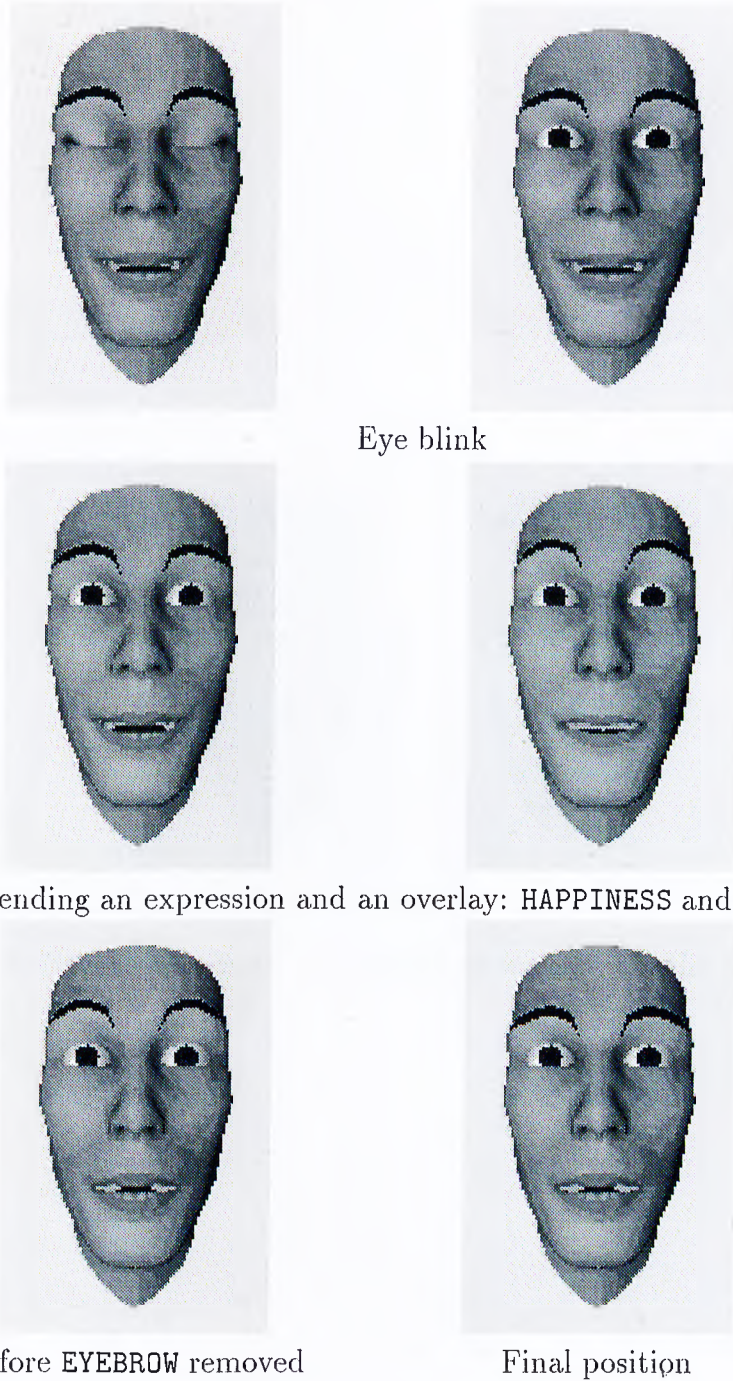 Eye blink
ending an expression and an overlay: HAPPINESS and
fore EYEBROW removed
Final position